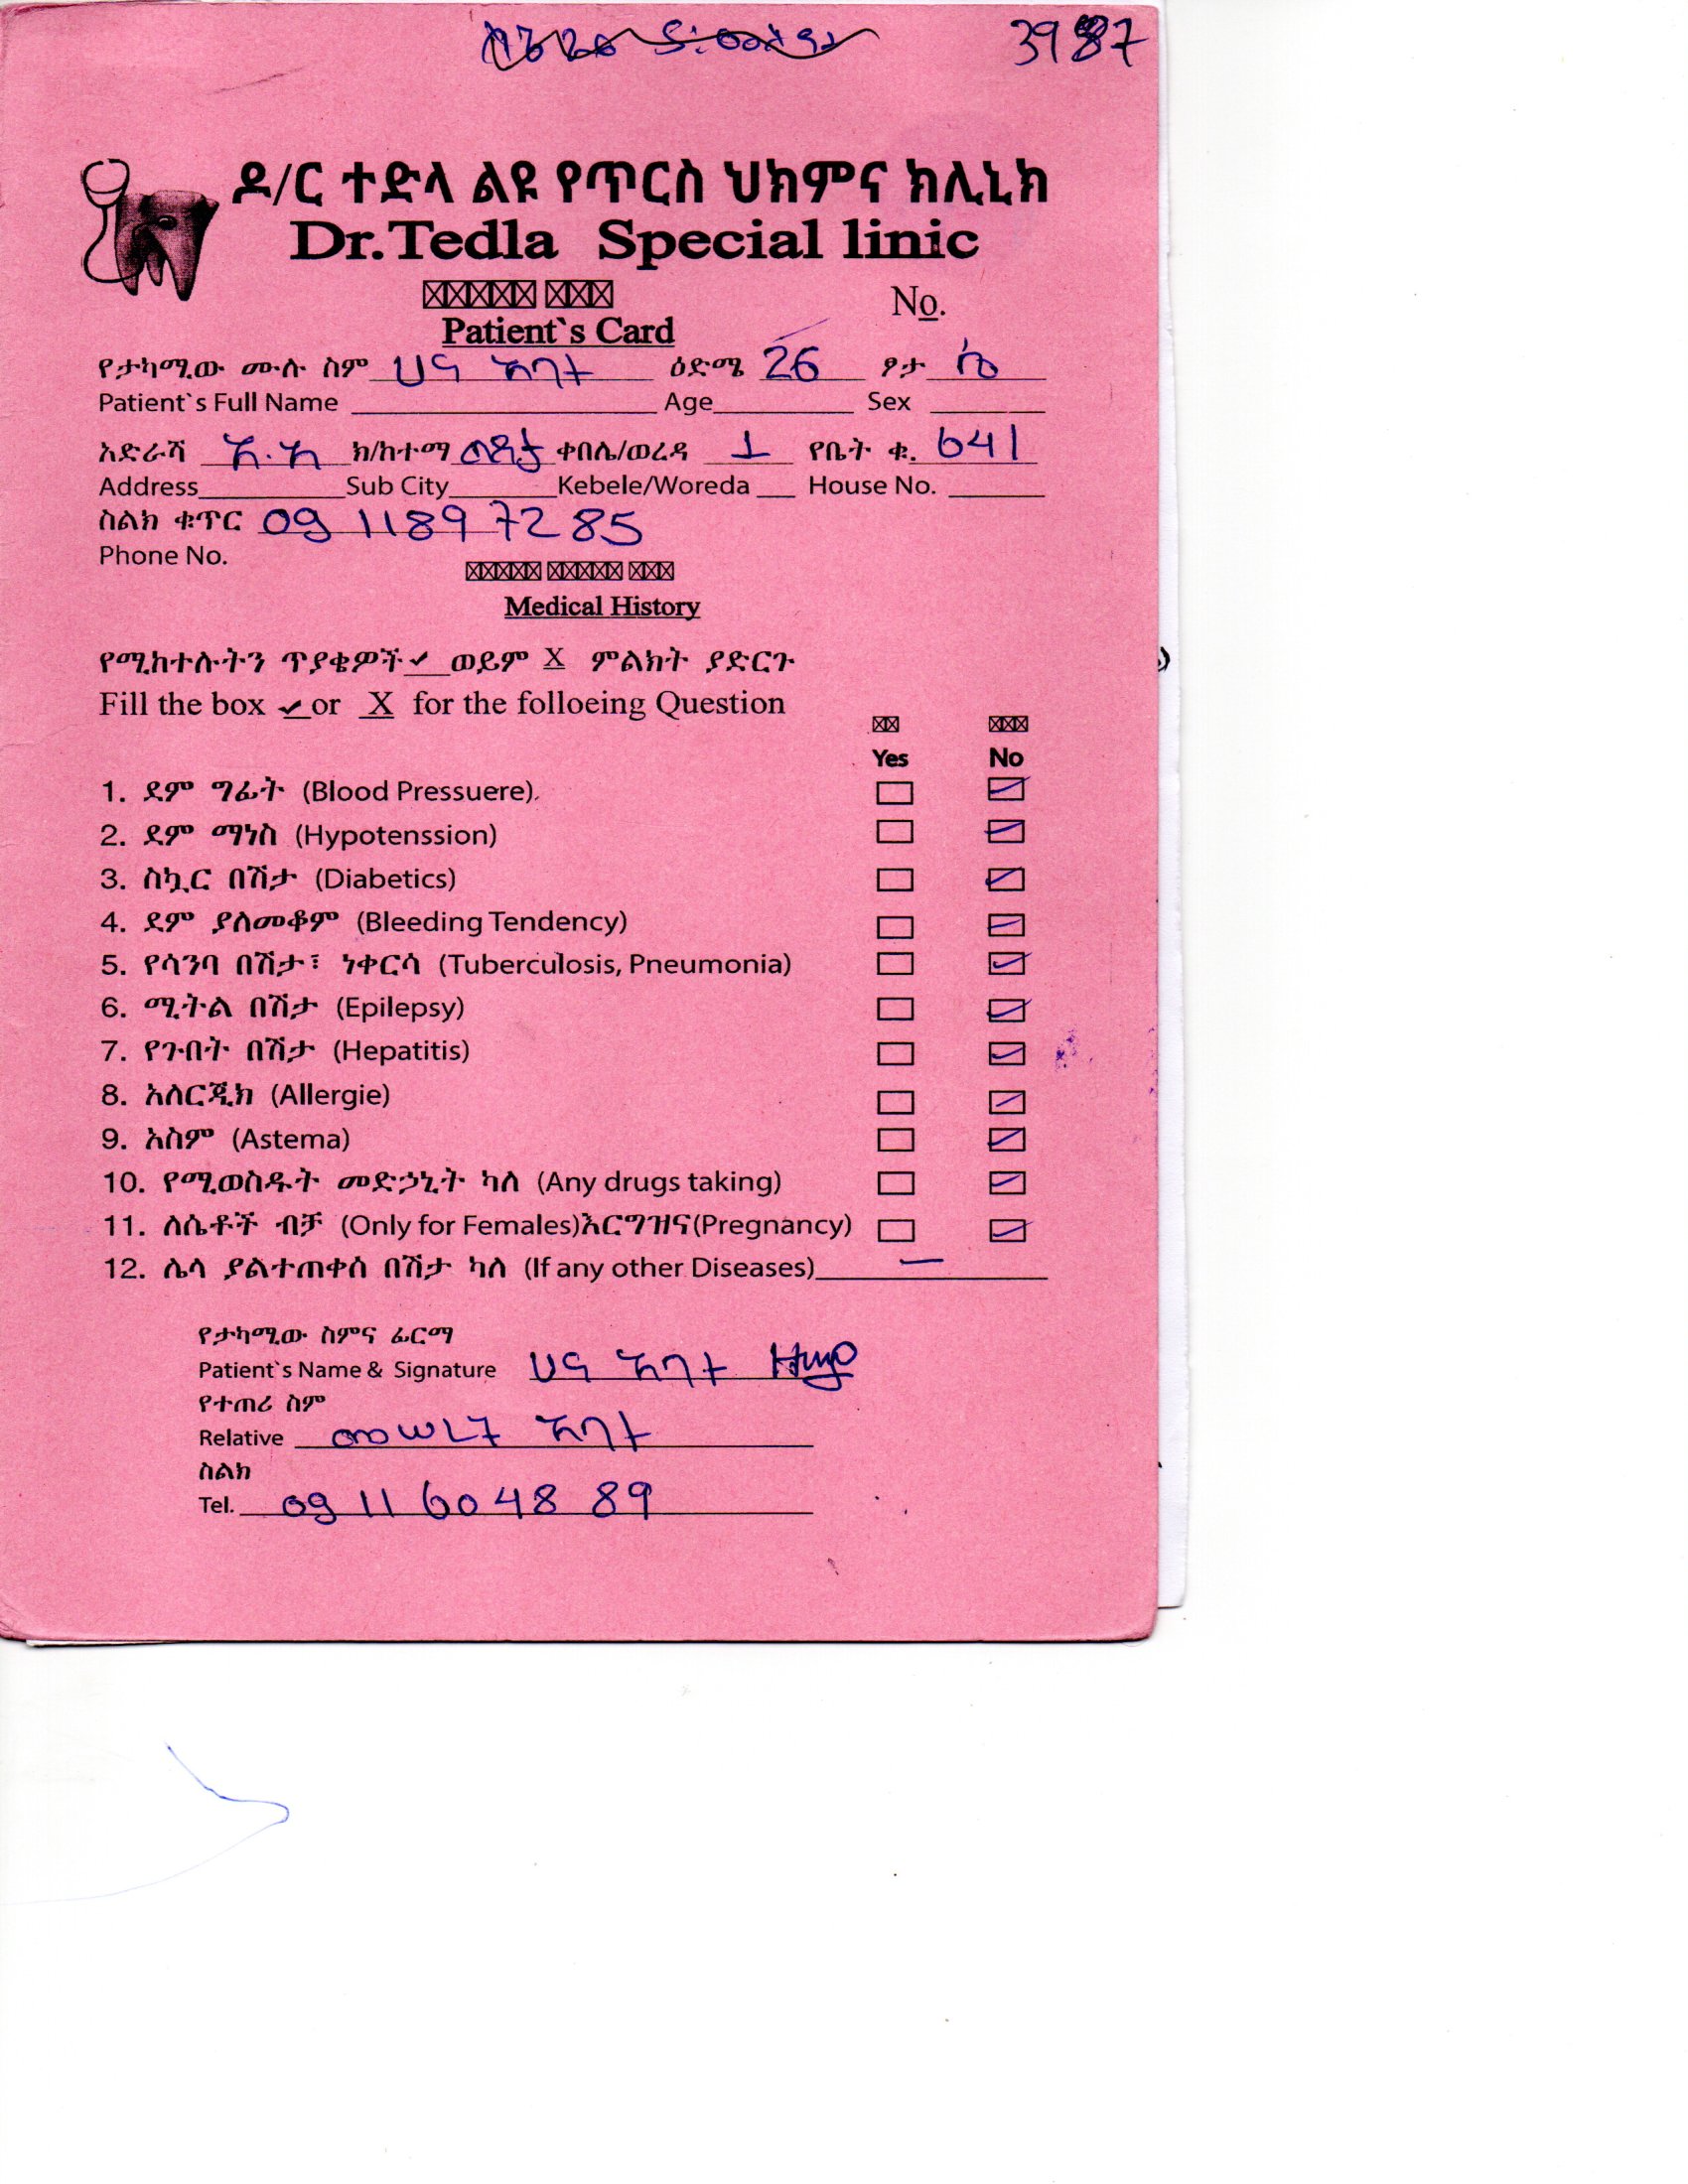 3987
ዶ/ር ተድላ ልዩ የጥርስ ህክምና ክሊኒክ
Dr.Tedla Special linic
No.
Patient`s Card
የታካሚው ሙሉ ስም ሀና አባተ ዕድሜ 26 ፆታ ሴ
Patient`s Full Name Age Sex
አድራሻ አ.አ ክ/ከተማ ልደታ ቀበሌ/ወረዳ 1 የቤት ቁ. 641
Address Sub City Kebele/Woreda House No.
ስልክ ቁጥር 09 11897285
Phone No.
Medical History
የሚከተሉትን ጥያቄዎች ✓ ወይም X ምልክት ያድርጉ
Fill the box ✓ or X for the folloeing Question
Yes No
1. ደም ግፊት (Blood Pressuere).
2. ደም ማነስ (Hypotenssion)
3. ስኳር በሽታ (Diabetics)
4. ደም ያለመቆም (Bleeding Tendency)
5. የሳንባ በሽታ፣ ነቀርሳ (Tuberculosis, Pneumonia)
6. ሚትል በሽታ (Epilepsy)
7. የጉበት በሽታ (Hepatitis)
8. አለርጂክ (Allergie)
9. አስም (Astema)
10. የሚወስዱት መድኃኒት ካለ (Any drugs taking)
11. ለሴቶች ብቻ (Only for Females)እርግዝና(Pregnancy)
12. ሌላ ያልተጠቀሰ በሽታ ካለ (If any other Diseases) —
የታካሚው ስምና ፊርማ
Patient`s Name & Signature ሀና አባተ
የተጠሪ ስም
Relative መሠረት አባተ
ስልክ
Tel. 09 11 60 48 89